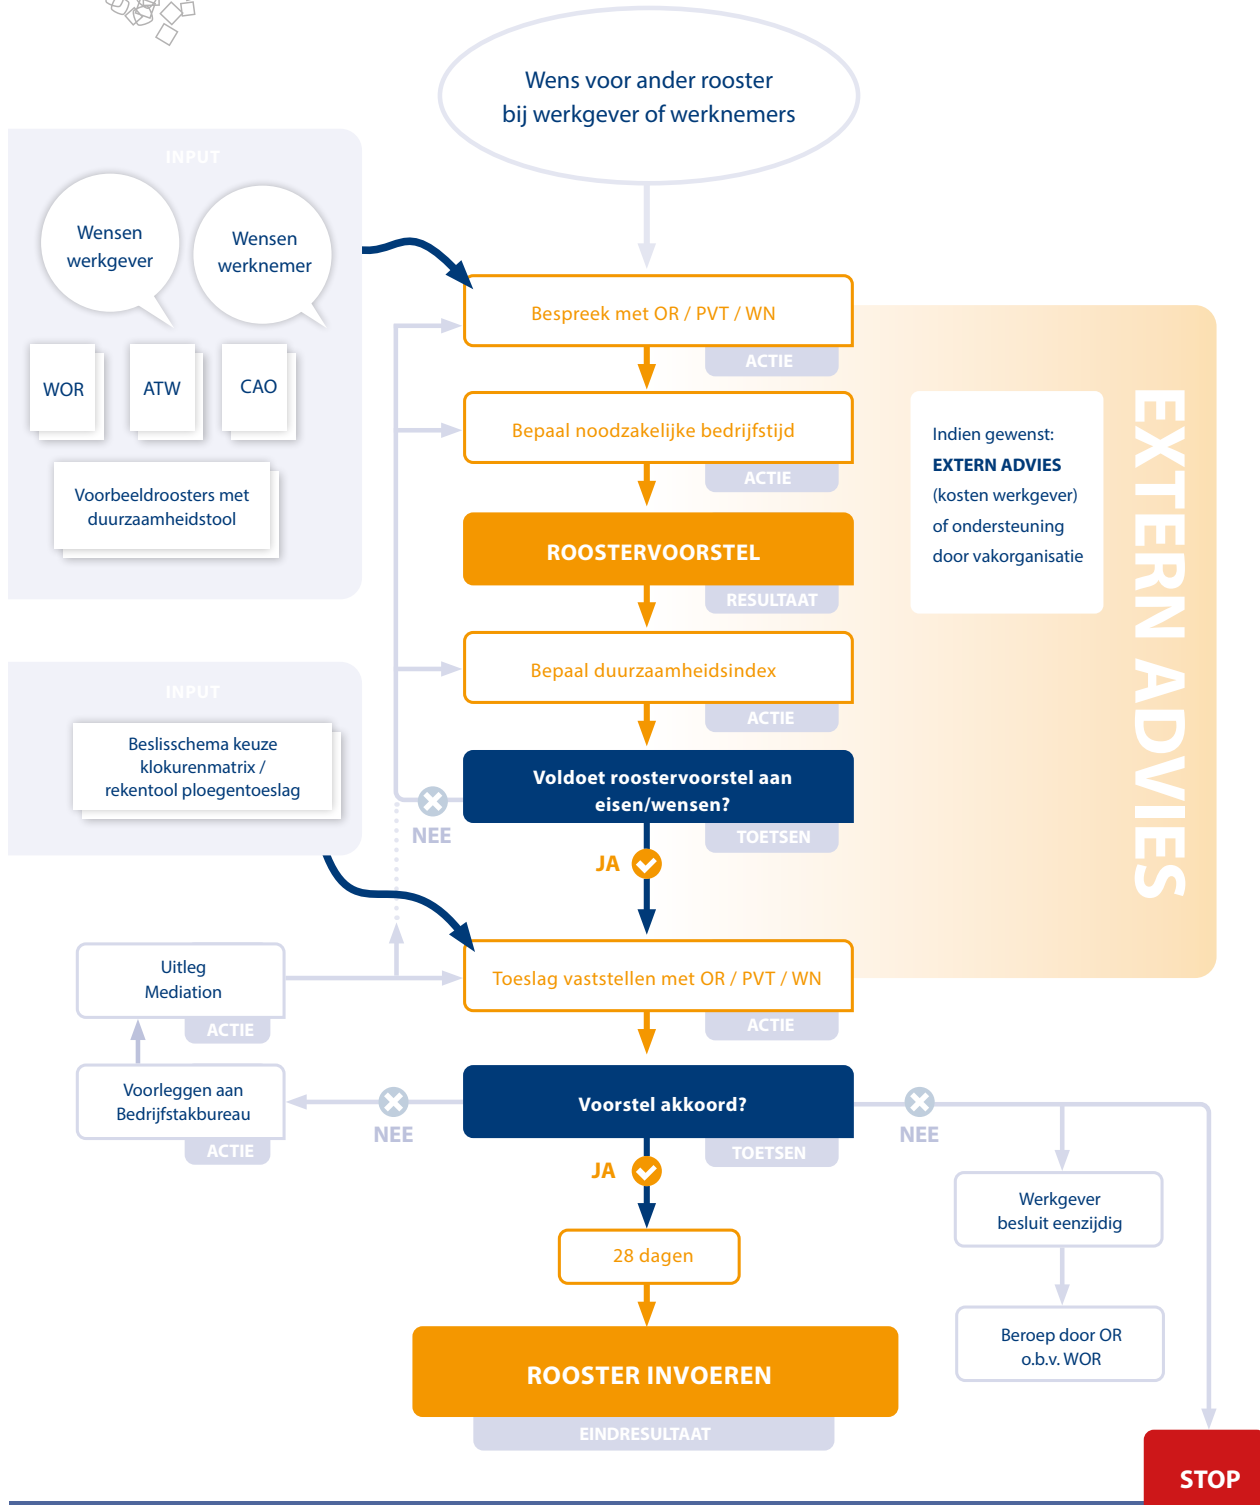 Wens voor ander rooster
bij werkgever of werknemers
INPUT
Wensen
werkgever
Wensen
werknemer
WOR
ATW
CAO
Voorbeeldroosters met
duurzaamheidstool
Bespreek met OR / PVT / WN
ACTIE
Bepaal noodzakelijke bedrijfstijd
ACTIE
ROOSTERVOORSTEL
RESULTAAT
Bepaal duurzaamheidsindex
ACTIE
Indien gewenst:
EXTERN ADVIES
(kosten werkgever)
of ondersteuning
door vakorganisatie
EXTERN ADVIES
INPUT
Beslisschema keuze
klokurenmatrix /
rekentool ploegentoeslag
Voldoet roostervoorstel aan
eisen/wensen?
TOETSEN
NEE
JA
Toeslag vaststellen met OR / PVT / WN
ACTIE
Uitleg
Mediation
ACTIE
Voorleggen aan
Bedrijfstakbureau
ACTIE
NEE
Voorstel akkoord?
TOETSEN
NEE
JA
28 dagen
Werkgever
besluit eenzijdig
Beroep door OR
o.b.v. WOR
ROOSTER INVOEREN
EINDRESULTAAT
STOP